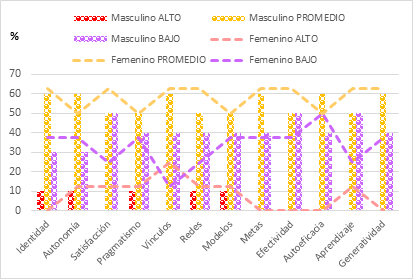 Masculino ALTO Masculino PROMEDIO
% Masculino BAJO Femenino ALTO
Femenino PROMEDIO Femenino BAJO
70
60
50
40
30
20
10
0
Identidad
Autonomía
Satisfacción
Pragmatismo
Vínculos
Redes
Modelos
Metas
Efectividad
Autoeficacia
Aprendizaje
Generatividad